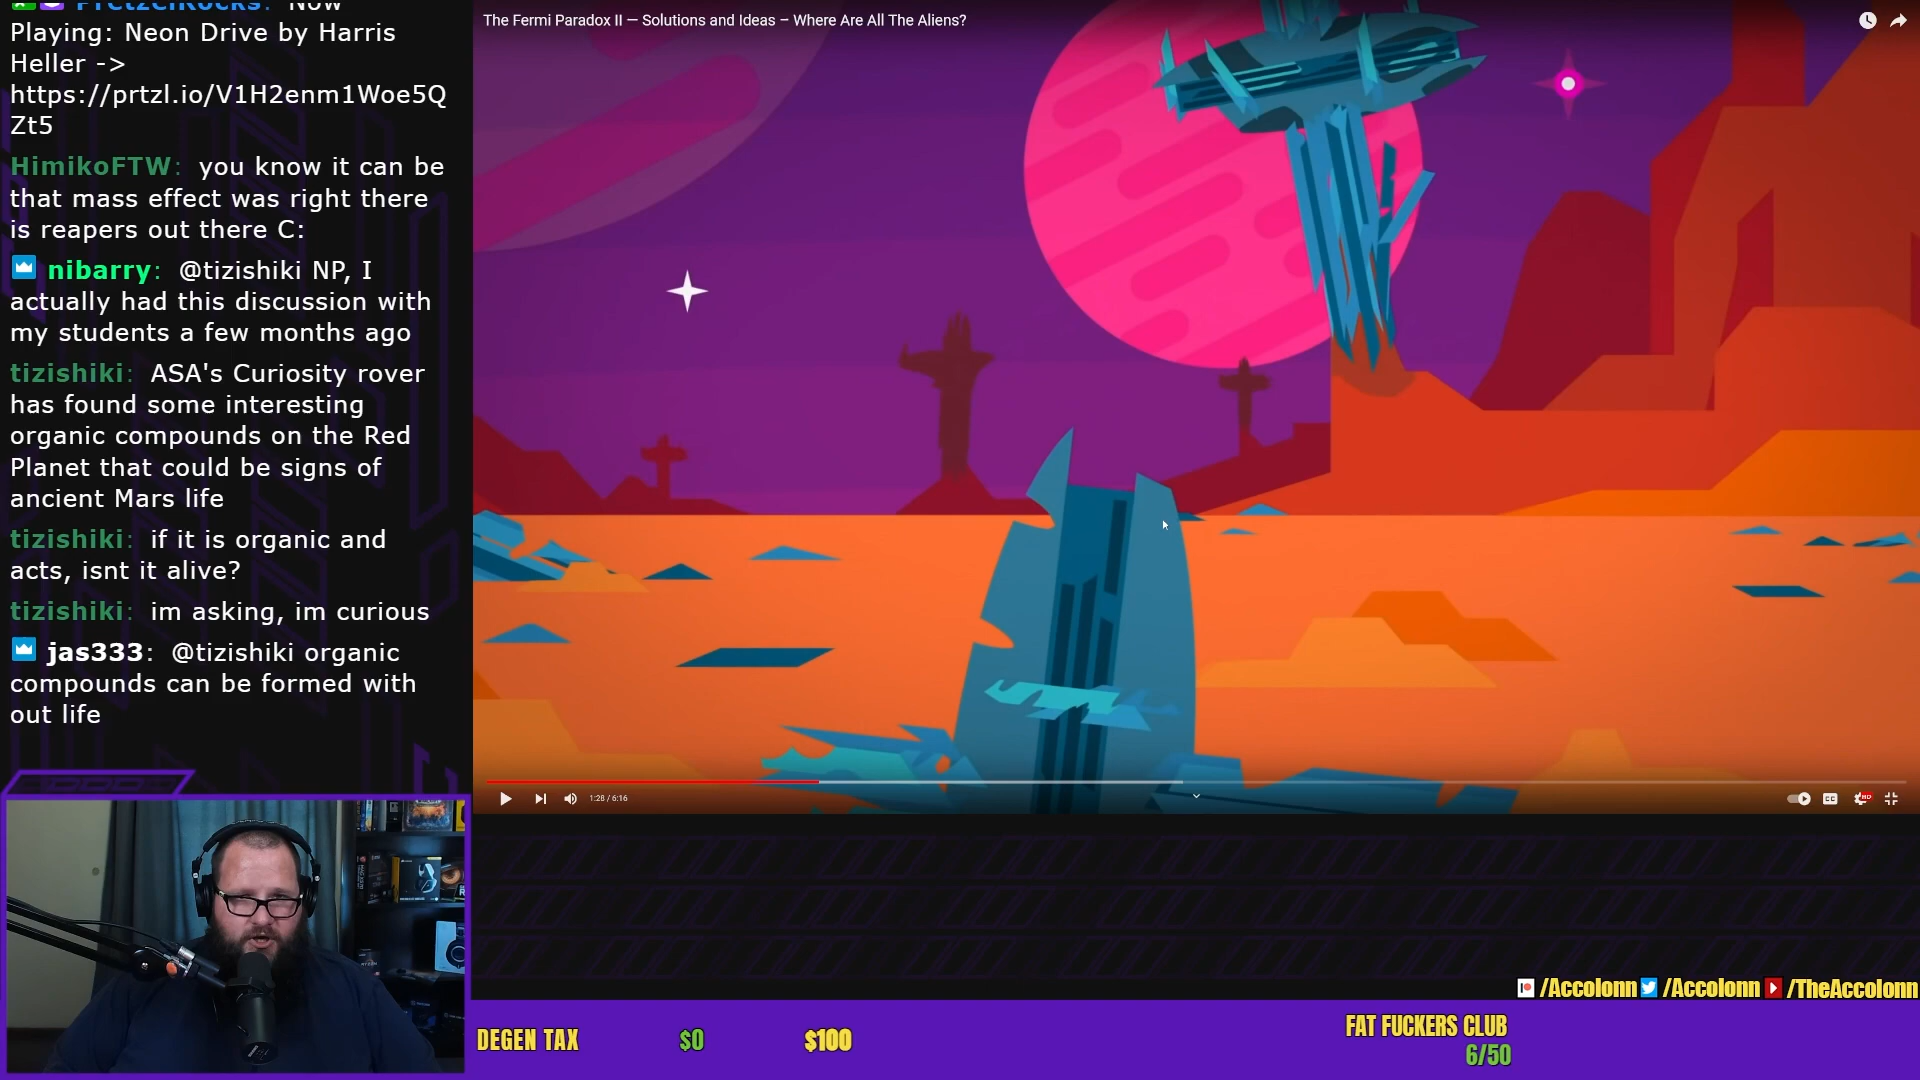 PretzelRocks: Now
Playing: Neon Drive by Harris
Heller ->
https://prtzl.io/V1H2enm1Woe5Q
Zt5
HimikoFTW: you know it can be
that mass effect was right there
is reapers out there C:
nibarry: @tizishiki NP, I
actually had this discussion with
my students a few months ago
tizishiki: ASA's Curiosity rover
has found some interesting
organic compounds on the Red
Planet that could be signs of
ancient Mars life
tizishiki: if it is organic and
acts, isnt it alive?
tizishiki: im asking, im curious
jas333: @tizishiki organic
compounds can be formed with
out life
The Fermi Paradox II — Solutions and Ideas – Where Are All The Aliens?
1:28 / 6:16
CC
HD
/Accolonn /Accolonn /TheAccolonn
DEGEN TAX $0 $100
FAT FUCKERS CLUB
6/50